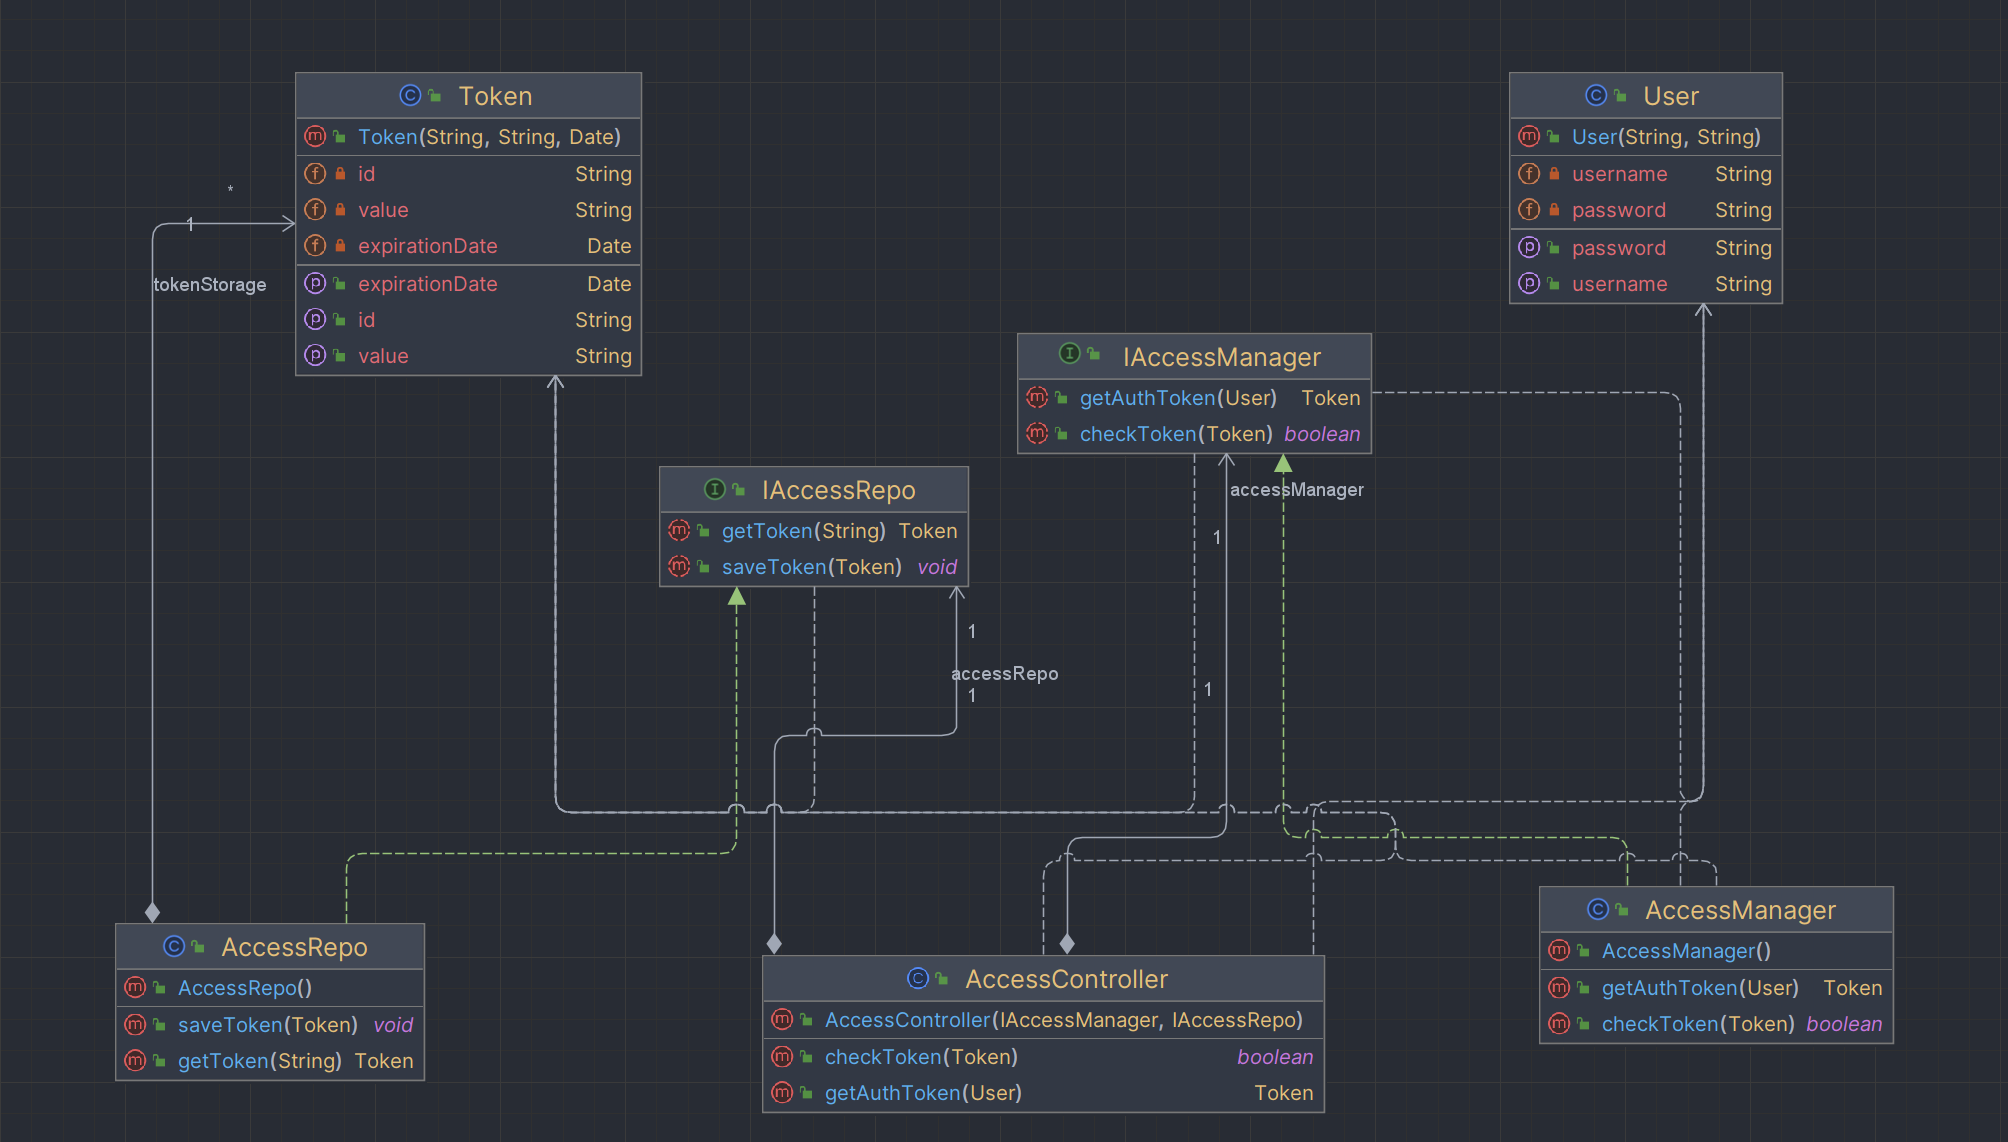 Token
Token(String, String, Date)
id String
value String
expirationDate Date
expirationDate Date
id String
value String
User
User(String, String)
username String
password String
password String
username String
*
1
tokenStorage
IAccessManager
getAuthToken(User) Token
checkToken(Token) boolean
accessManager
1
1
IAccessRepo
getToken(String) Token
saveToken(Token) void
1
accessRepo
1
AccessRepo
AccessRepo()
saveToken(Token) void
getToken(String) Token
AccessController
AccessController(IAccessManager, IAccessRepo)
checkToken(Token) boolean
getAuthToken(User) Token
AccessManager
AccessManager()
getAuthToken(User) Token
checkToken(Token) boolean